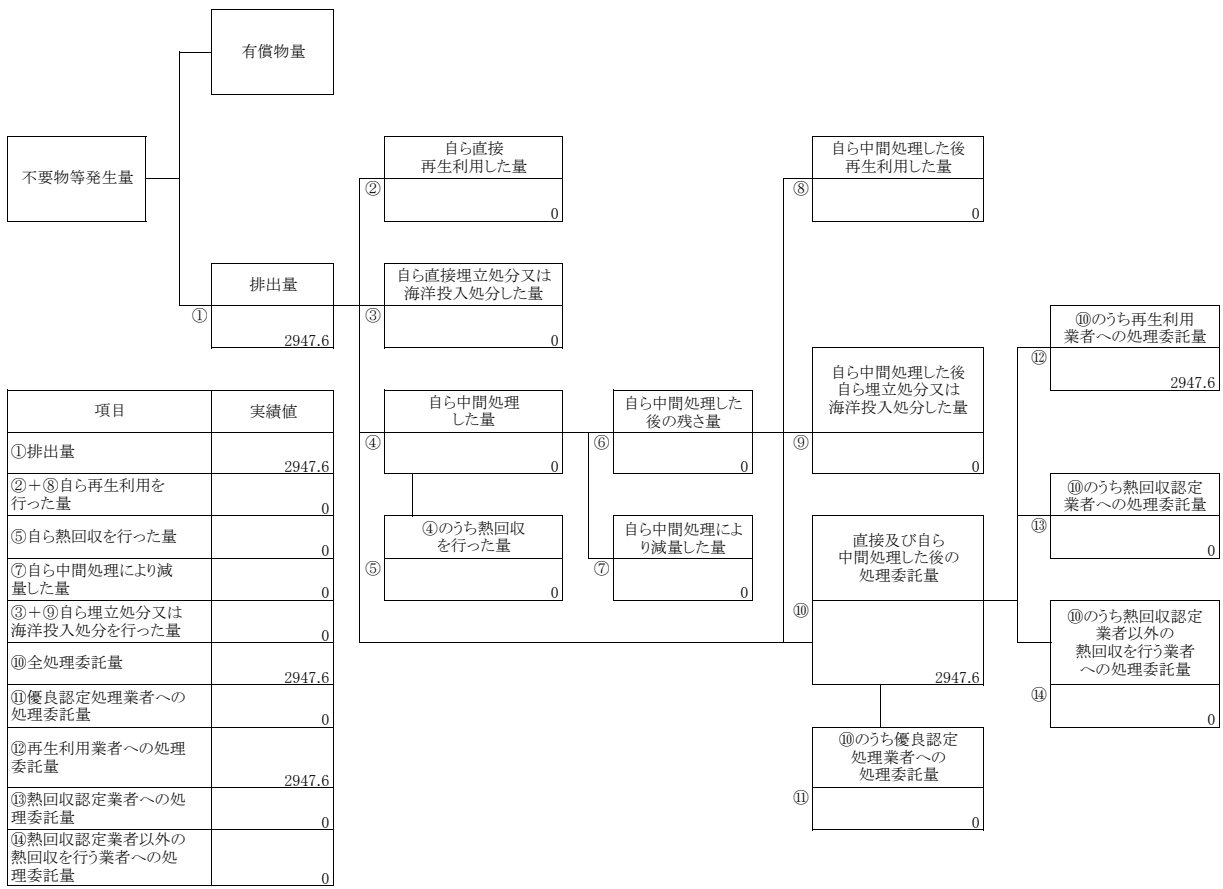 有償物量
不要物等発生量
自ら直接
再生利用した量
②
0
自ら中間処理した後
再生利用した量
⑧
0
排出量
①
2947.6
自ら直接埋立処分又は
海洋投入処分した量
③
0
⑩のうち再生利用
業者への処理委託量
⑫
2947.6
自ら中間処理
した量
④
0
自ら中間処理した
後の残さ量
⑥
0
自ら中間処理した後
自ら埋立処分又は
海洋投入処分した量
⑨
0
⑩のうち熱回収認定
業者への処理委託量
⑬
0
④のうち熱回収
を行った量
⑤
0
自ら中間処理によ
り減量した量
⑦
0
直接及び自ら
中間処理した後の
処理委託量
⑩
2947.6
⑩のうち熱回収認定
業者以外の
熱回収を行う業者
への処理委託量
⑭
0
⑩のうち優良認定
処理業者への
処理委託量
⑪
0
項目 実績値
①排出量
2947.6
②＋⑧自ら再生利用を
行った量
0
⑤自ら熱回収を行った量
0
⑦自ら中間処理により減
量した量
0
③＋⑨自ら埋立処分又は
海洋投入処分を行った量
0
⑩全処理委託量
2947.6
⑪優良認定処理業者への
処理委託量
0
⑫再生利用業者への処理
委託量
2947.6
⑬熱回収認定業者への処
理委託量
0
⑭熱回収認定業者以外の
熱回収を行う業者への処
理委託量
0